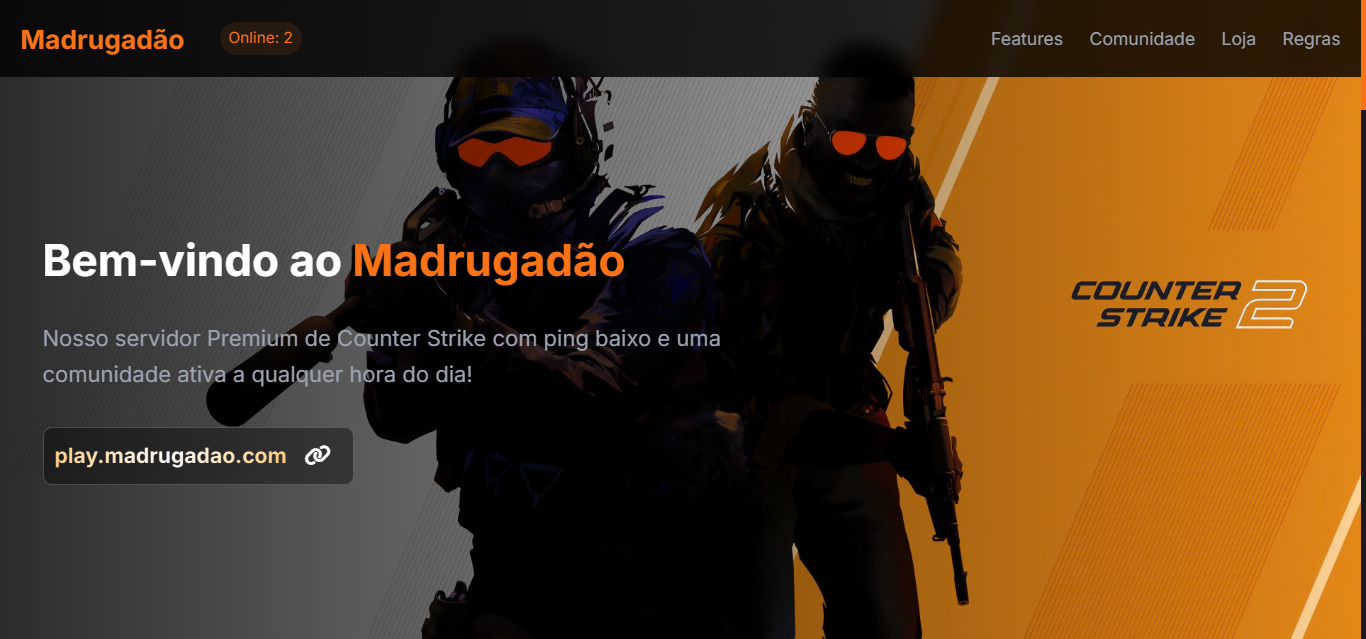 Madrugadão
Online: 2
Features
Comunidade
Loja
Regras
Bem-vindo ao Madrugadão
Nosso servidor Premium de Counter Strike com ping baixo e uma
comunidade ativa a qualquer hora do dia!
play.madrugadao.com
COUNTER
STRIKE 2